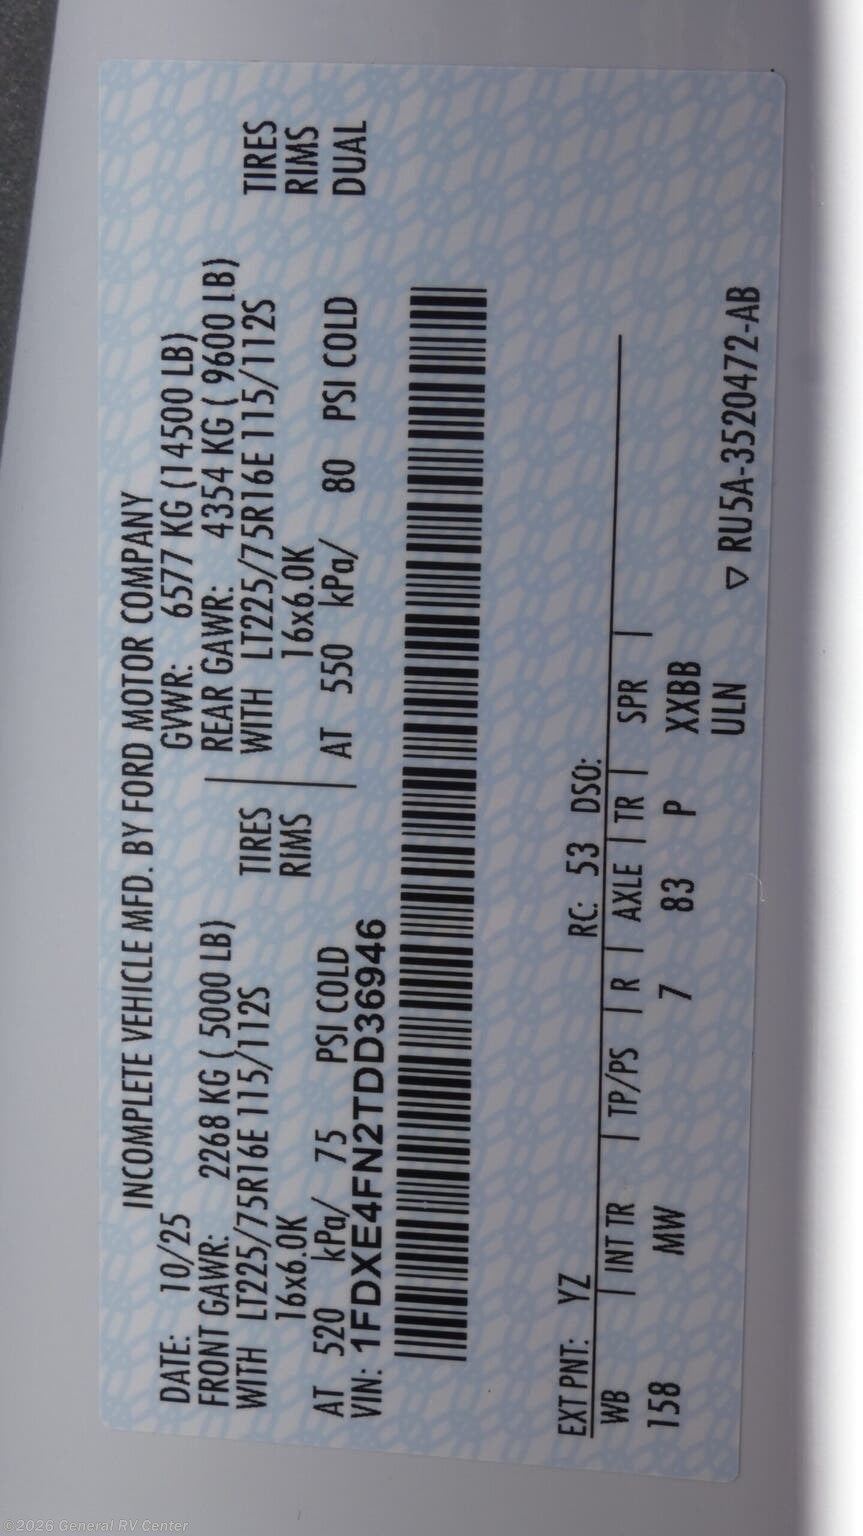 INCOMPLETE VEHICLE MFD. BY FORD MOTOR COMPANY
DATE: 10/25 GVWR: 6577 KG (14500 LB)
FRONT GAWR: 2268 KG ( 5000 LB) REAR GAWR: 4354 KG ( 9600 LB)
WITH LT225/75R16E 115/112S TIRES WITH LT225/75R16E 115/112S TIRES
16x6.0K RIMS 16x6.0K RIMS
AT 520 kPa/ 75 PSI COLD AT 550 kPa/ 80 PSI COLD DUAL
VIN: 1FDXE4FN2TDD36946
EXT PNT: YZ RC: 53 DSO:
WB | INT TR | TP/PS | R | AXLE | TR | SPR |
158 MW 7 83 P XXBB
ULN
▽ RU5A-3520472-AB
©2026 General RV Center